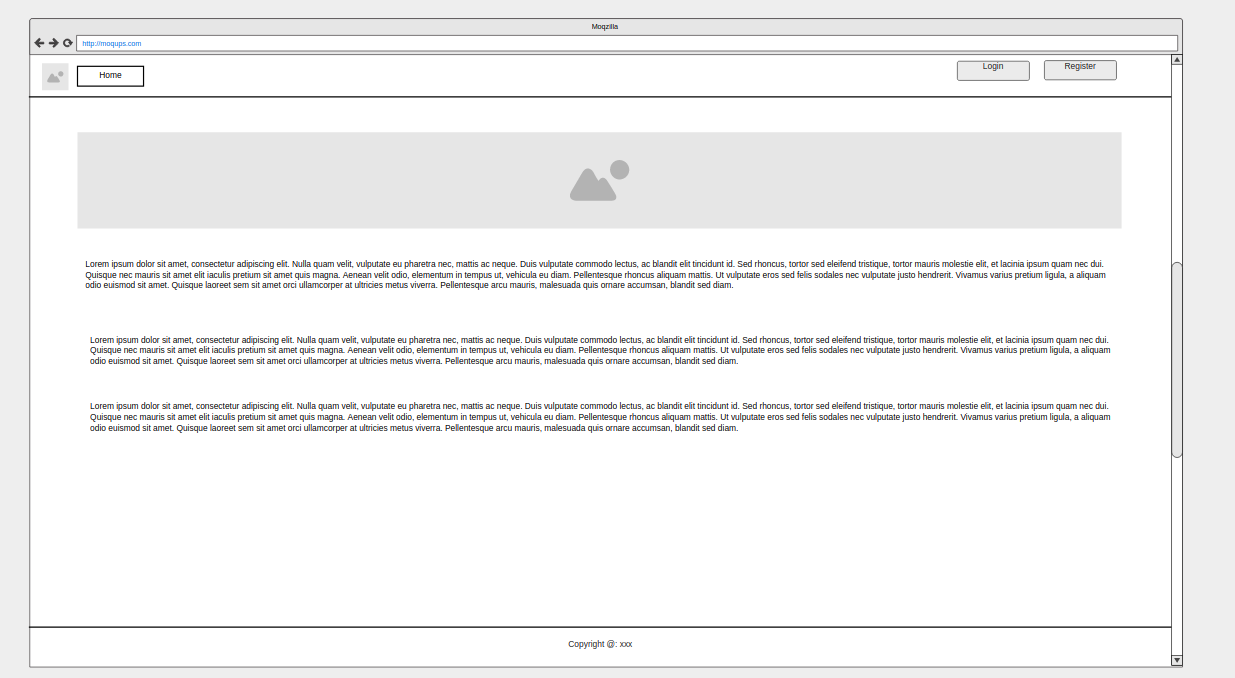 Moqzilla
http://moqups.com
Home
Login
Register
Lorem ipsum dolor sit amet, consectetur adipiscing elit. Nulla quam velit, vulputate eu pharetra nec, mattis ac neque. Duis vulputate commodo lectus, ac blandit elit tincidunt id. Sed rhoncus, tortor sed eleifend tristique, tortor mauris molestie elit, et lacinia ipsum quam nec dui.
Quisque nec mauris sit amet elit iaculis pretium sit amet quis magna. Aenean velit odio, elementum in tempus ut, vehicula eu diam. Pellentesque rhoncus aliquam mattis. Ut vulputate eros sed felis sodales nec vulputate justo hendrerit. Vivamus varius pretium ligula, a aliquam
odio euismod sit amet. Quisque laoreet sem sit amet orci ullamcorper at ultricies metus viverra. Pellentesque arcu mauris, malesuada quis ornare accumsan, blandit sed diam.
Lorem ipsum dolor sit amet, consectetur adipiscing elit. Nulla quam velit, vulputate eu pharetra nec, mattis ac neque. Duis vulputate commodo lectus, ac blandit elit tincidunt id. Sed rhoncus, tortor sed eleifend tristique, tortor mauris molestie elit, et lacinia ipsum quam nec dui.
Quisque nec mauris sit amet elit iaculis pretium sit amet quis magna. Aenean velit odio, elementum in tempus ut, vehicula eu diam. Pellentesque rhoncus aliquam mattis. Ut vulputate eros sed felis sodales nec vulputate justo hendrerit. Vivamus varius pretium ligula, a aliquam
odio euismod sit amet. Quisque laoreet sem sit amet orci ullamcorper at ultricies metus viverra. Pellentesque arcu mauris, malesuada quis ornare accumsan, blandit sed diam.
Lorem ipsum dolor sit amet, consectetur adipiscing elit. Nulla quam velit, vulputate eu pharetra nec, mattis ac neque. Duis vulputate commodo lectus, ac blandit elit tincidunt id. Sed rhoncus, tortor sed eleifend tristique, tortor mauris molestie elit, et lacinia ipsum quam nec dui.
Quisque nec mauris sit amet elit iaculis pretium sit amet quis magna. Aenean velit odio, elementum in tempus ut, vehicula eu diam. Pellentesque rhoncus aliquam mattis. Ut vulputate eros sed felis sodales nec vulputate justo hendrerit. Vivamus varius pretium ligula, a aliquam
odio euismod sit amet. Quisque laoreet sem sit amet orci ullamcorper at ultricies metus viverra. Pellentesque arcu mauris, malesuada quis ornare accumsan, blandit sed diam.
Copyright @: xxx